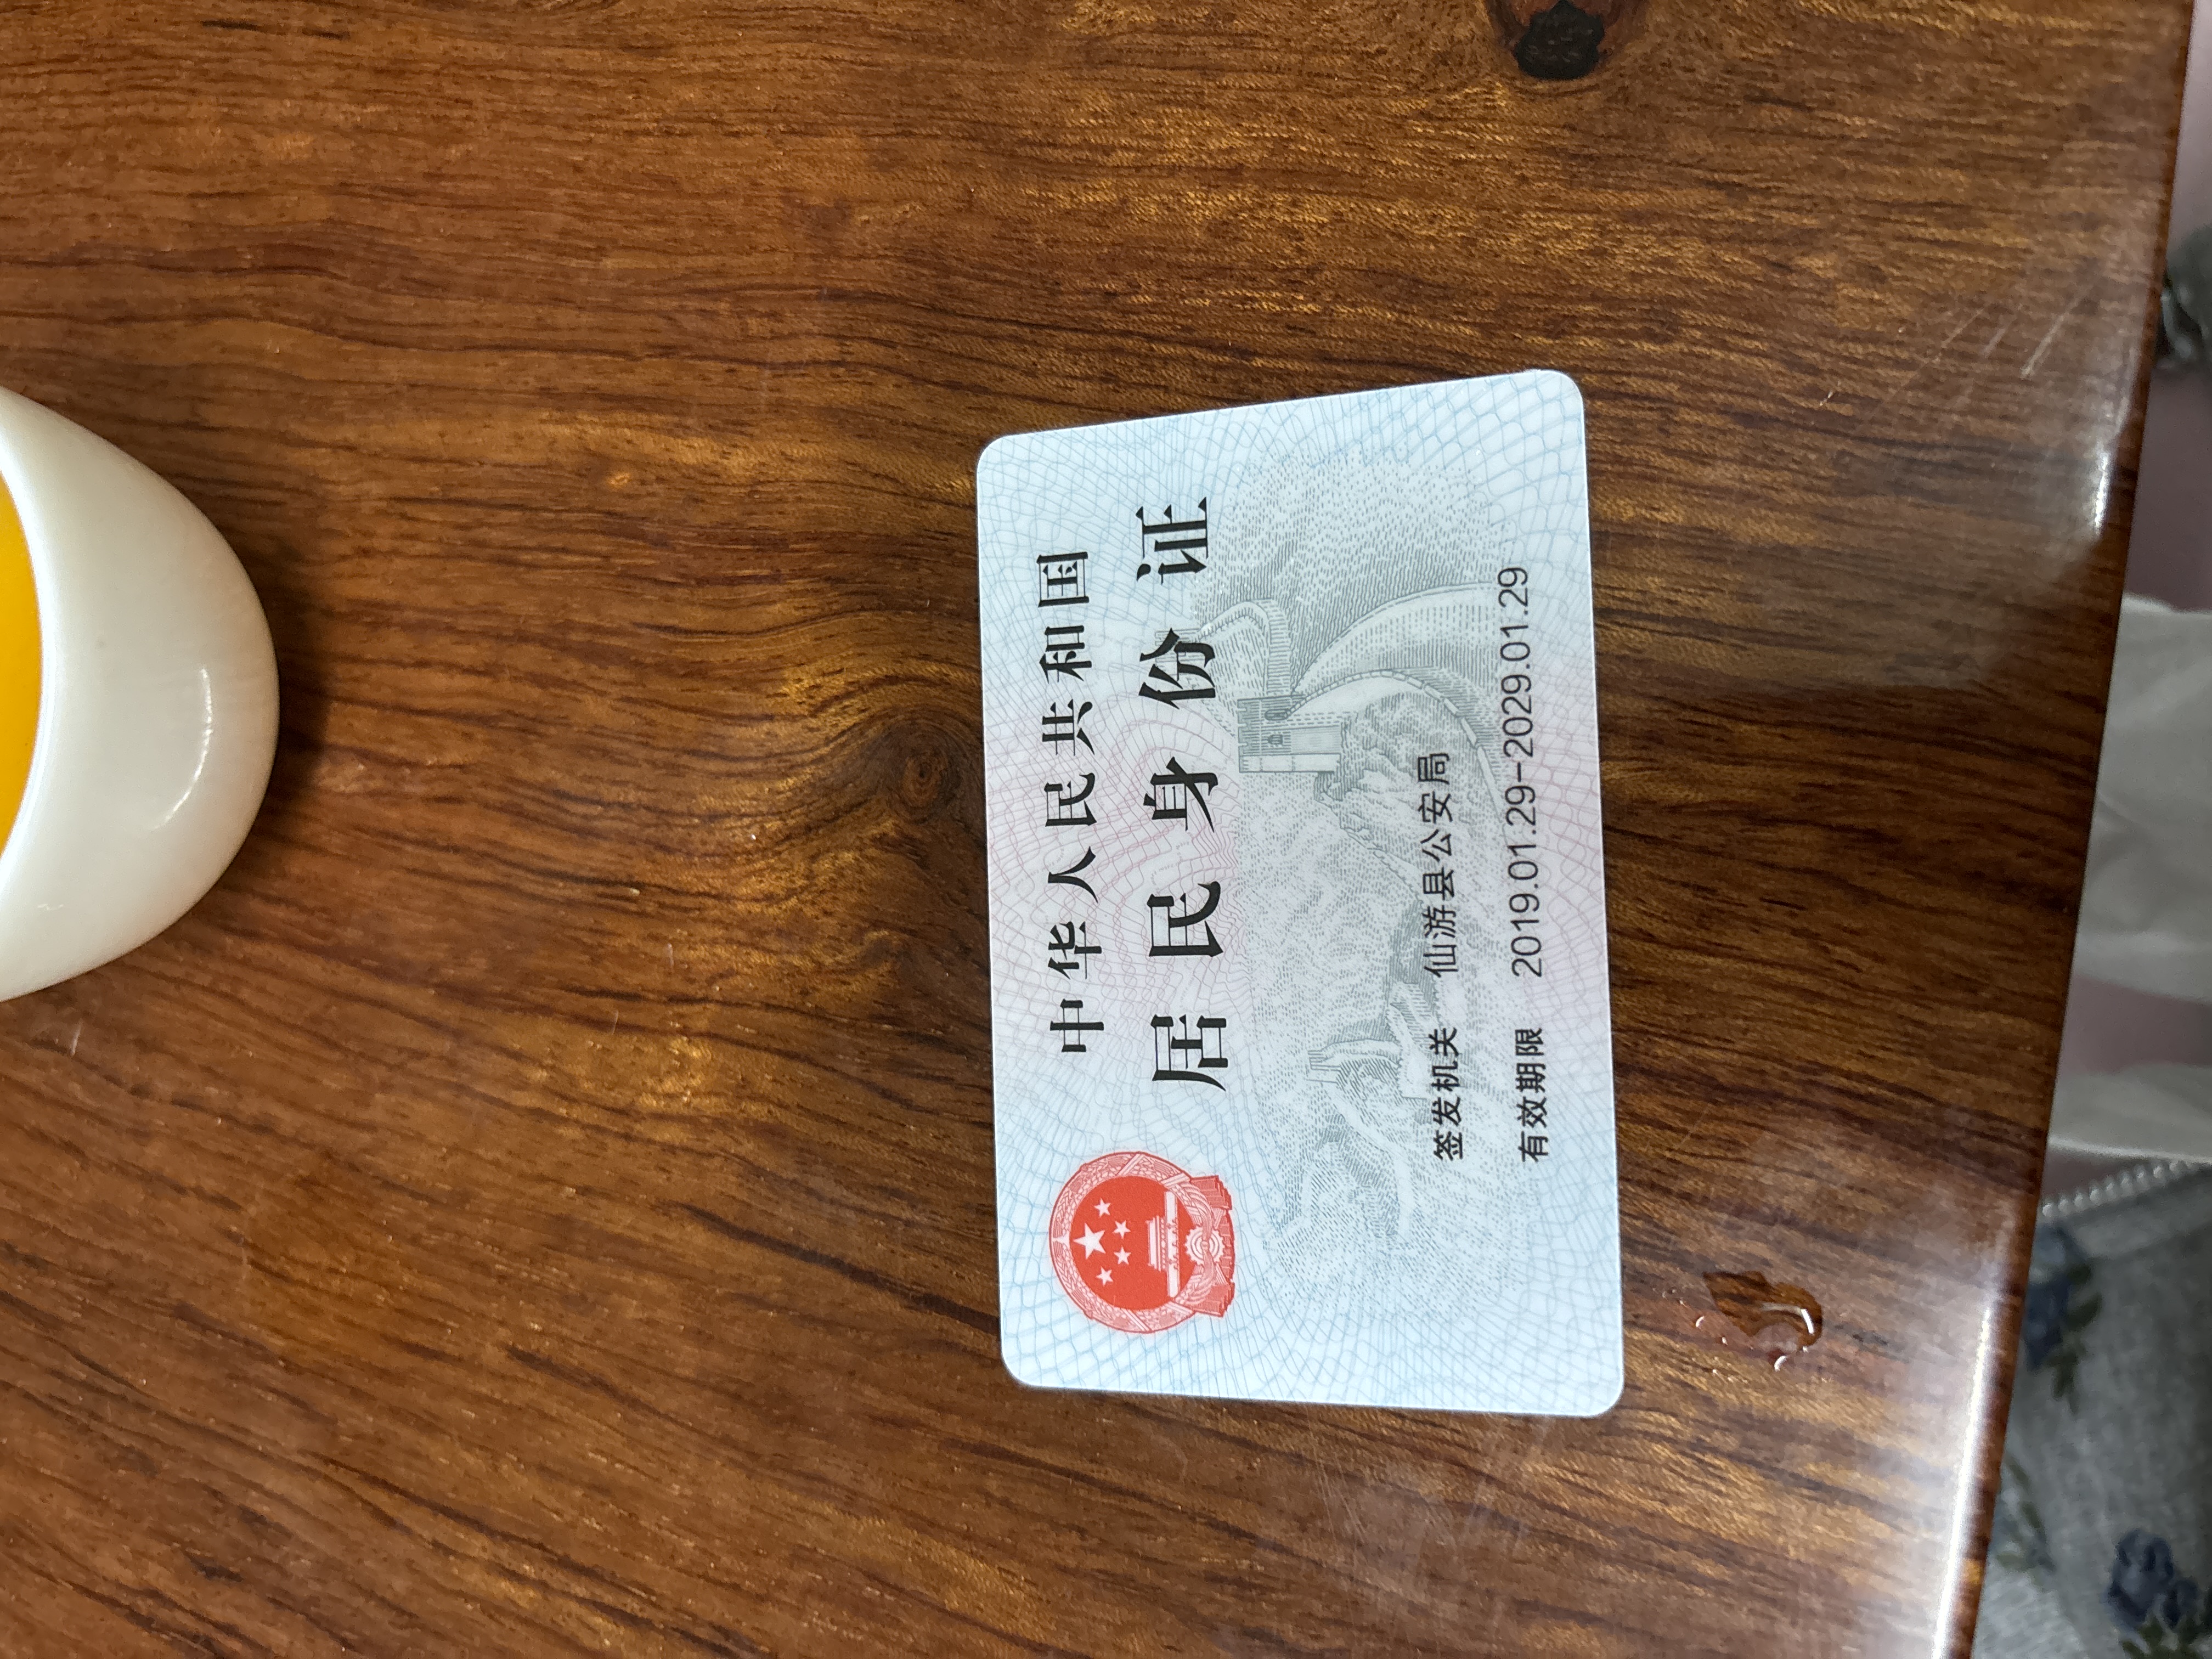 中华人民共和国
居民身份证
签发机关 仙游县公安局
有效期限 2019.01.29-2029.01.29